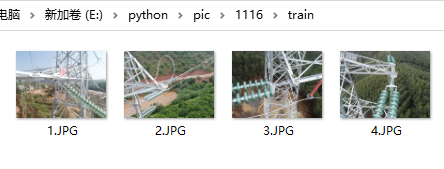 电脑 > 新加卷 (E:) > python > pic > 1116 > train
1.JPG 2.JPG 3.JPG 4.JPG